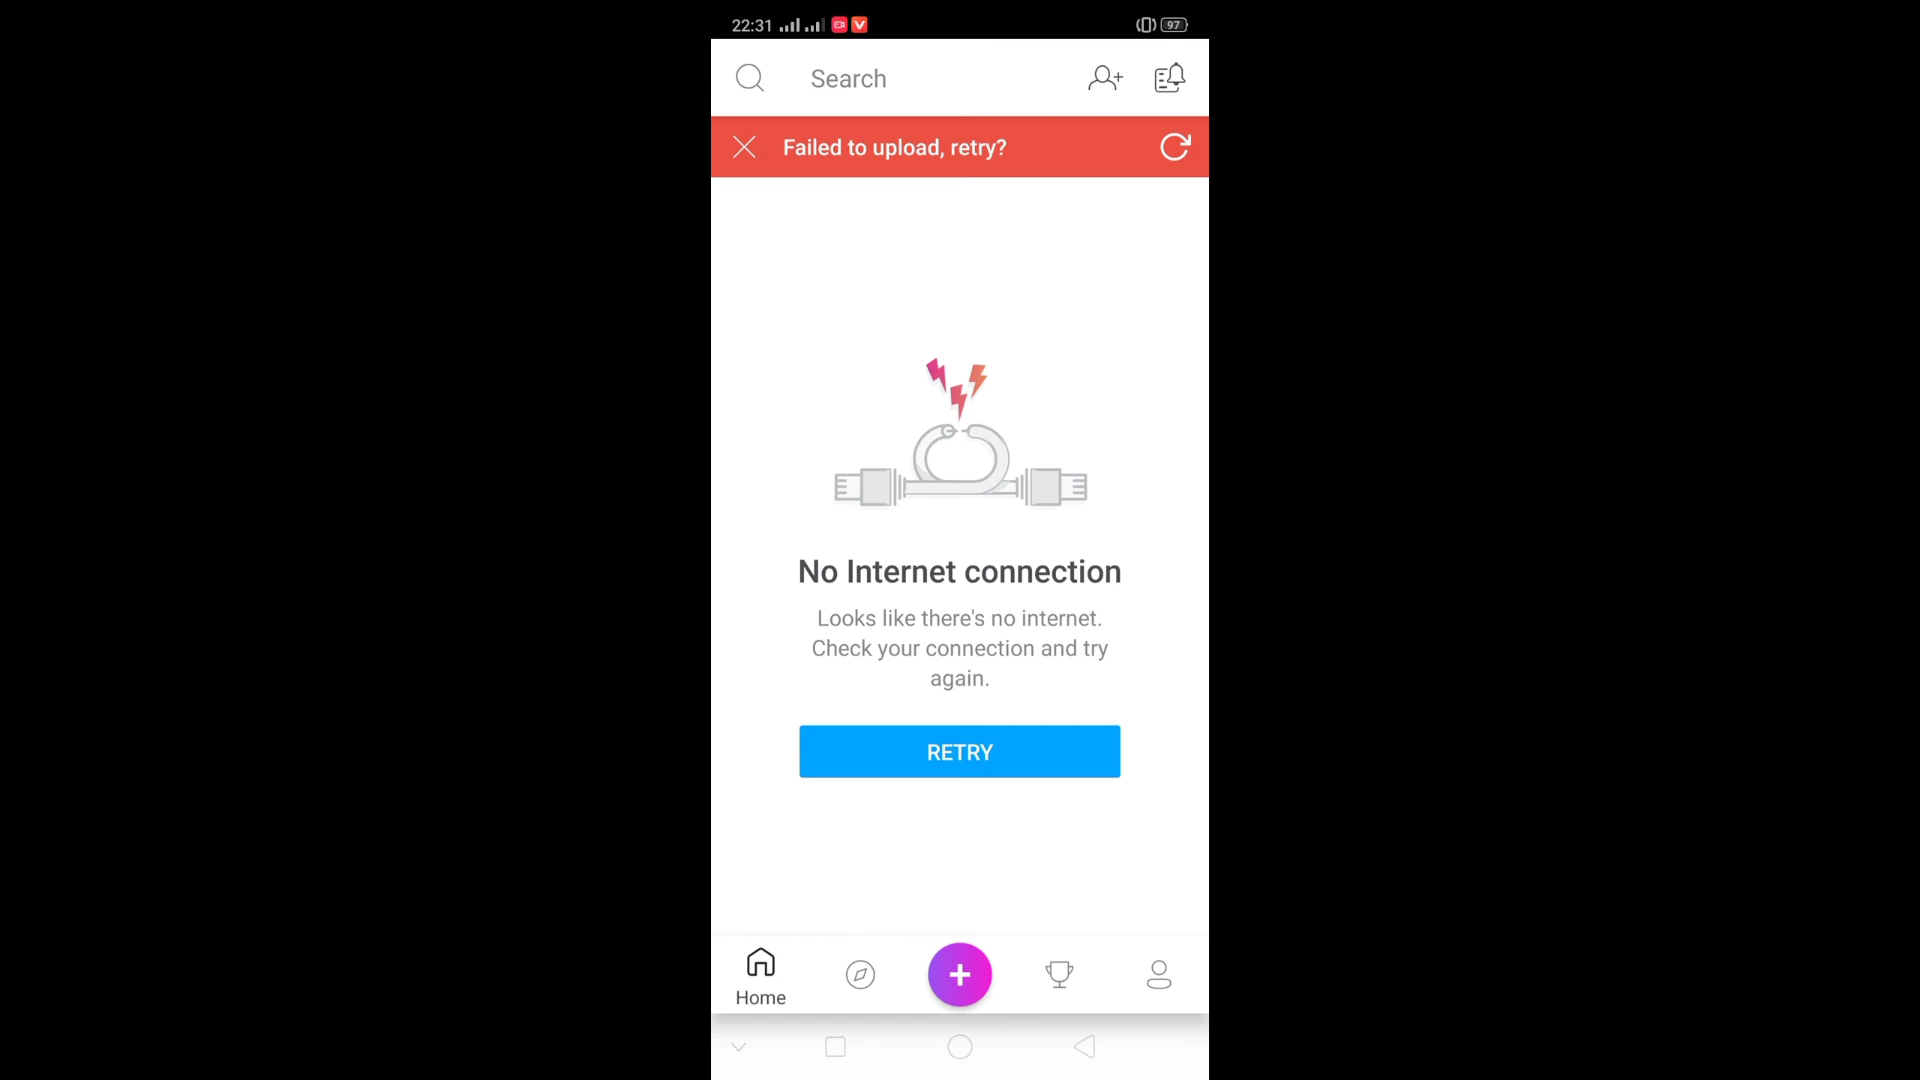 22:31
97
Search
Failed to upload, retry?
No Internet connection
Looks like there's no internet.
Check your connection and try
again.
RETRY
Home